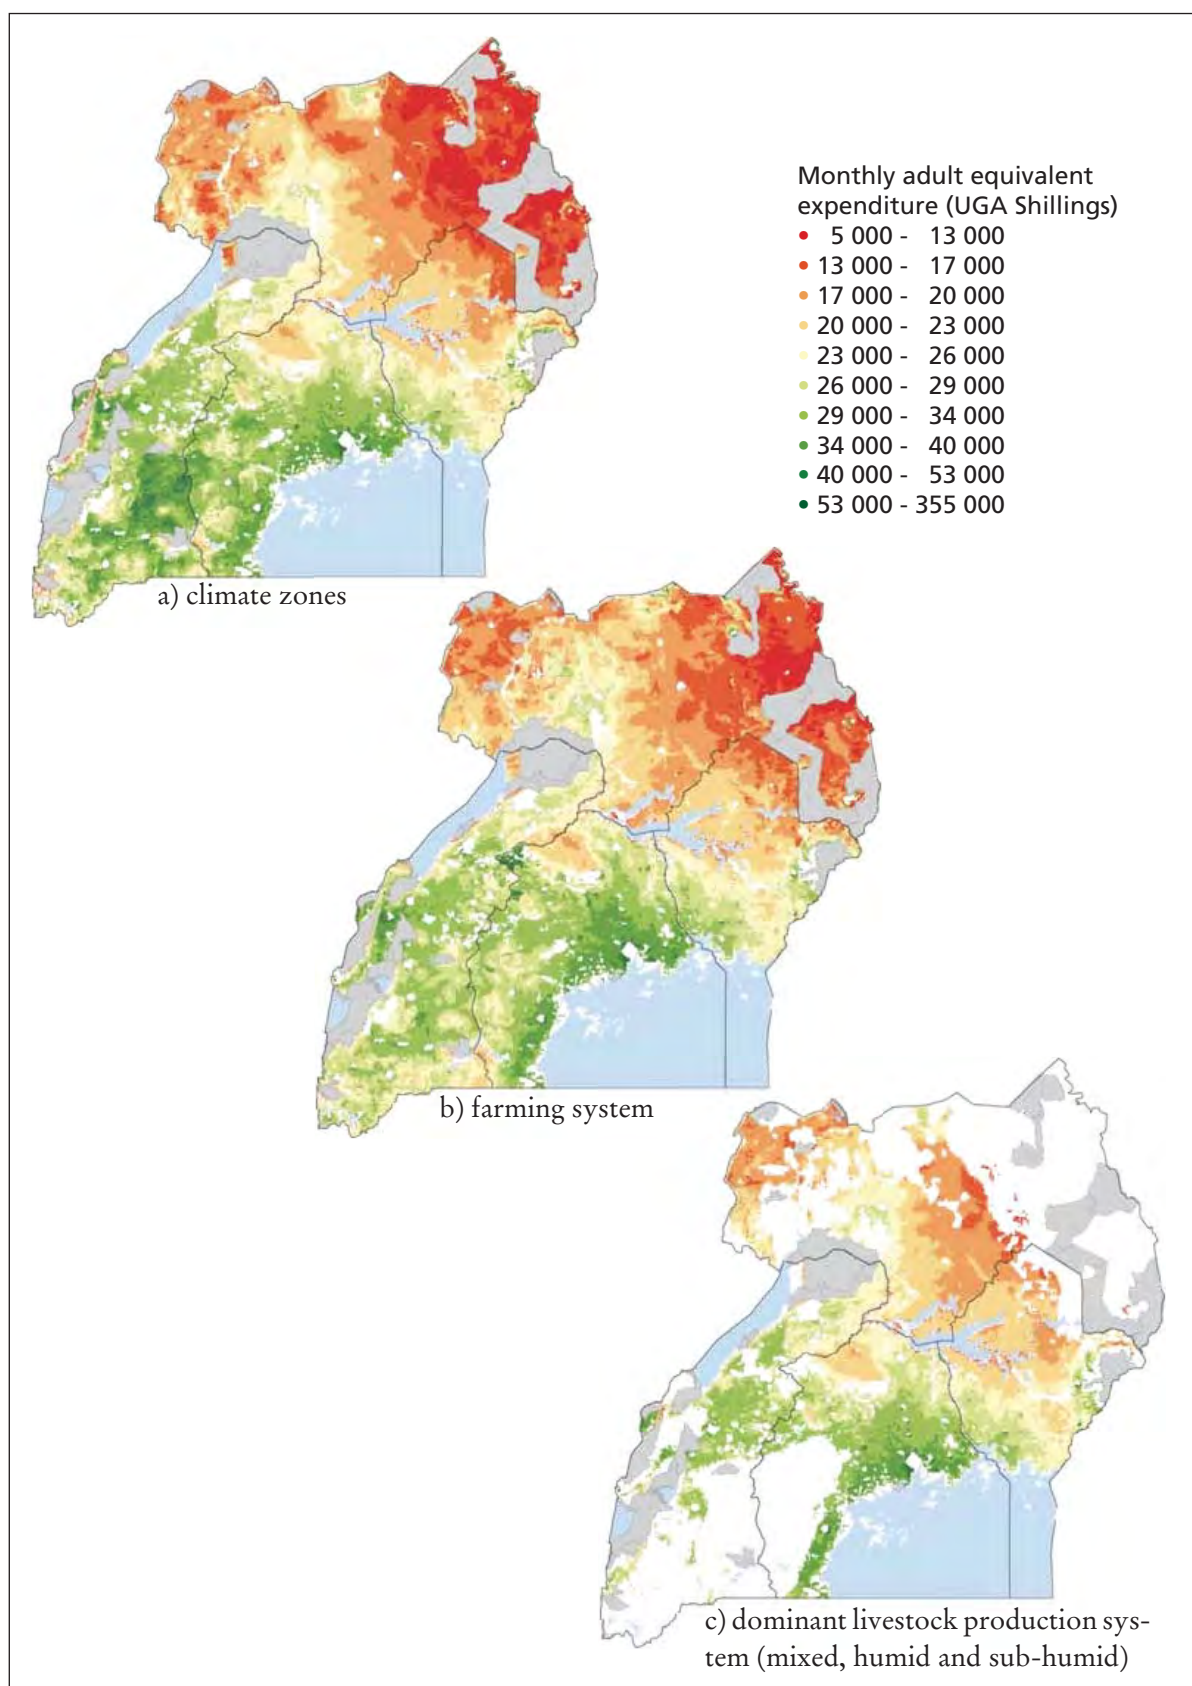 Monthly adult equivalent
expenditure (UGA Shillings)
5 000 - 13 000
13 000 - 17 000
17 000 - 20 000
20 000 - 23 000
23 000 - 26 000
26 000 - 29 000
29 000 - 34 000
34 000 - 40 000
40 000 - 53 000
53 000 - 355 000
a) climate zones
b) farming system
c) dominant livestock production sys-
tem (mixed, humid and sub-humid)